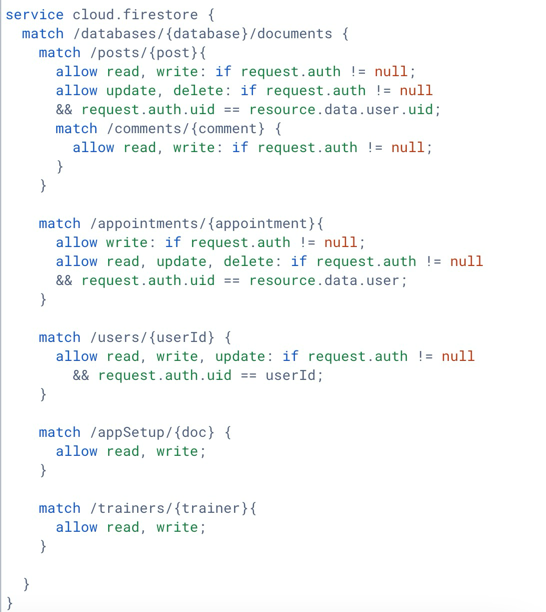 service cloud.firestore {
  match /databases/{database}/documents {
    match /posts/{post}{
      allow read, write: if request.auth != null;
      allow update, delete: if request.auth != null
      && request.auth.uid == resource.data.user.uid;
      match /comments/{comment} {
        allow read, write: if request.auth != null;
      }
    }

    match /appointments/{appointment}{
      allow write: if request.auth != null;
      allow read, update, delete: if request.auth != null
      && request.auth.uid == resource.data.user;
    }

    match /users/{userId} {
      allow read, write, update: if request.auth != null
        && request.auth.uid == userId;
    }

    match /appSetup/{doc} {
      allow read, write;
    }

    match /trainers/{trainer}{
      allow read, write;
    }

  }
}